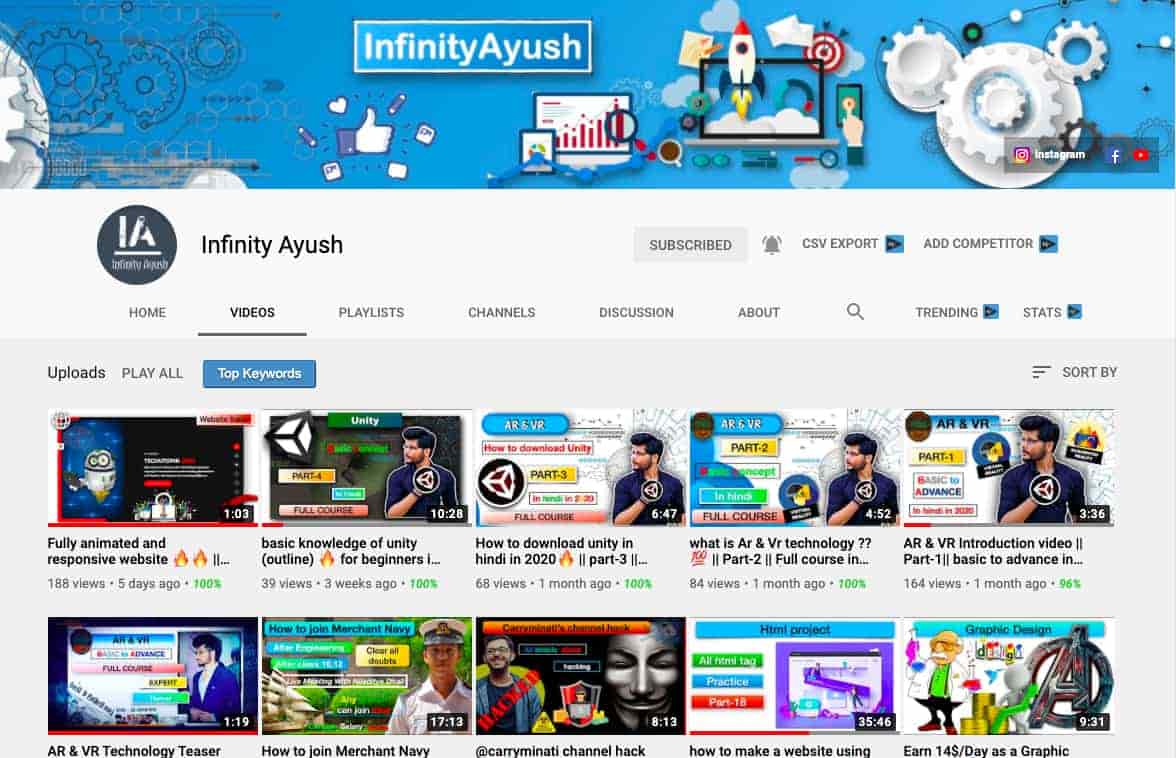 InfinityAyush
Instagram
IA
Infinity Ayush
Infinity Ayush
SUBSCRIBED
CSV EXPORT
ADD COMPETITOR
HOME
VIDEOS
PLAYLISTS
CHANNELS
DISCUSSION
ABOUT
TRENDING
STATS
Uploads
PLAY ALL
Top Keywords
SORT BY
1:03
Fully animated and
responsive website 🔥🔥 ||...
188 views • 5 days ago • 100%
Unity
Basic concept
PART-4
In hindi
FULL COURSE
10:28
basic knowledge of unity
(outline) 🔥 for beginners i...
39 views • 3 weeks ago • 100%
AR & VR
How to download Unity
PART-3
In hindi in 2020
FULL COURSE
6:47
How to download unity in
hindi in 2020🔥 || part-3 ||...
68 views • 1 month ago • 100%
AR & VR
PART-2
Basic concept
In hindi
FULL COURSE
VIRTUAL
REALITY
4:52
what is Ar & Vr technology ??
💯 || Part-2 || Full course in...
84 views • 1 month ago • 100%
AR & VR
PART-1
BASIC to
ADVANCE
In hindi in 2020
VIRTUAL
REALITY
3:36
AR & VR Introduction video ||
Part-1|| basic to advance in...
164 views • 1 month ago • 96%
AR & VR
BASIC to ADVANCE
FULL COURSE
EXPERT
1:19
AR & VR Technology Teaser
How to join Merchant Navy
After Engineering
After class 10,12
Clear all
doubts
Any
can join
17:13
How to join Merchant Navy
Carryminati's channel hack
hacking
HACKED
8:13
@carryminati channel hack
Html project
All html tag
Practice
Part-18
35:46
how to make a website using
Graphic Design
design
9:31
Earn 14$/Day as a Graphic